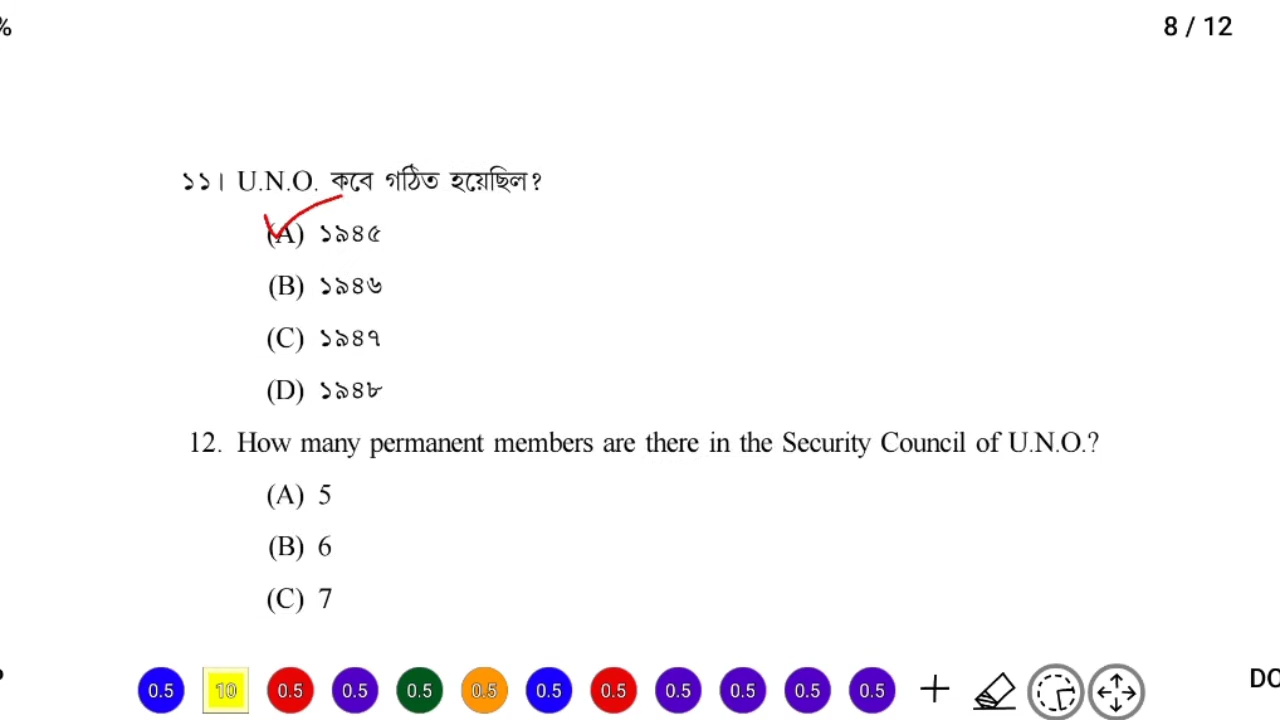 %
8 / 12
১১। U.N.O. কবে গঠিত হয়েছিল?
(A) ১৯৪৫
(B) ১৯৪৬
(C) ১৯৪৭
(D) ১৯৪৮
12. How many permanent members are there in the Security Council of U.N.O.?
(A) 5
(B) 6
(C) 7
0.5 10 0.5 0.5 0.5 0.5 0.5 0.5 0.5 0.5 0.5 0.5